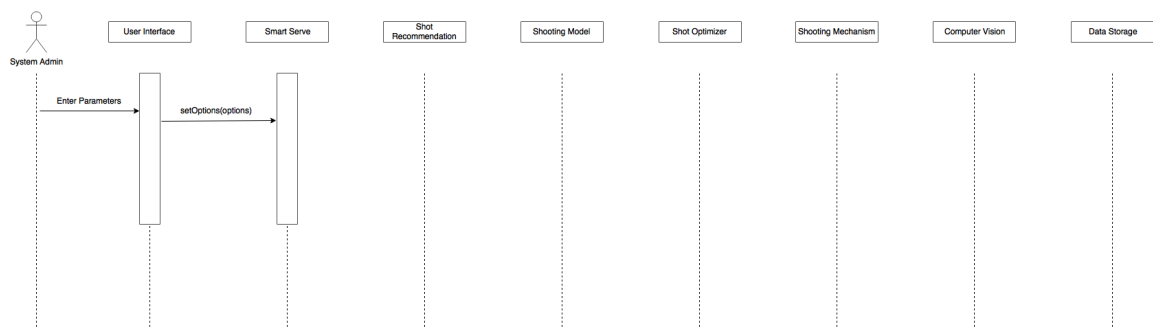 User Interface
Smart Serve
Shot
Recommendation
Shooting Model
Shot Optimizer
Shooting Mechanism
Computer Vision
Data Storage
System Admin
Enter Parameters
setOptions(options)